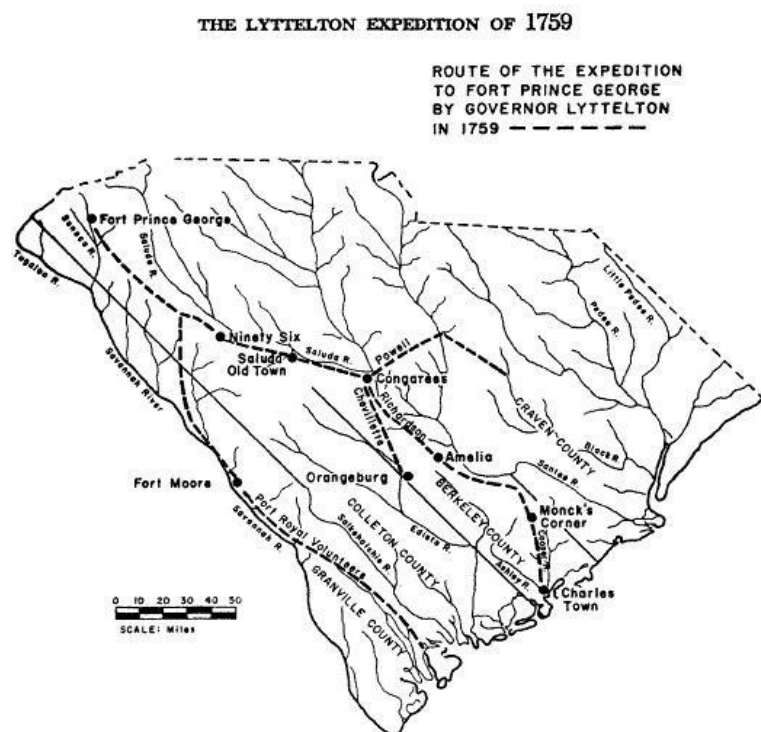 THE LYTTELTON EXPEDITION OF 1759
ROUTE OF THE EXPEDITION
TO FORT PRINCE GEORGE
BY GOVERNOR LYTTELTON
IN 1759
Fort Prince George
Seneca R.
Saluda R.
Tugaloo R.
Little Pedee R.
Pedee R.
Ninety Six
Saluda R.
Powell
Saluda
Old Town
Savannah River
Congarees
Richardson
Chevillette
CRAVEN COUNTY
Amelia
Black R.
Santee R.
Fort Moore
Orangeburg
BERKELEY COUNTY
Monck's
Corner
Port Royal Volunteers
COLLETON COUNTY
Edisto R.
Cooper R.
Savannah R.
Salkehatchie R.
Ashley R.
Charles
Town
GRANVILLE COUNTY
0 10 20 30 40 50
SCALE: Miles